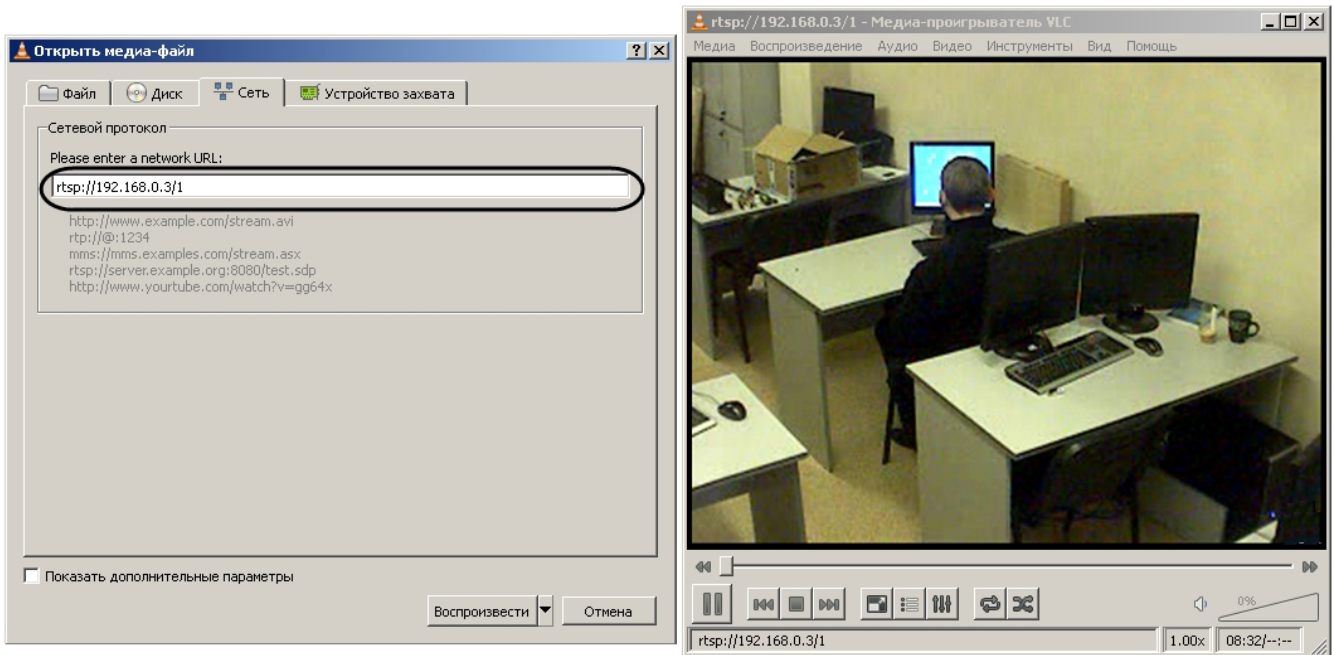 Открыть медиа-файл
Файл
Диск
Сеть
Устройство захвата
Сетевой протокол
Please enter a network URL:
rtsp://192.168.0.3/1
http://www.example.com/stream.avi
rtp://@:1234
mms://mms.examples.com/stream.asx
rtsp://server.example.org:8080/test.sdp
http://www.yourtube.com/watch?v=gg64x
Показать дополнительные параметры
Воспроизвести
Отмена
rtsp://192.168.0.3/1 - Медиа-проигрыватель VLC
Медиа Воспроизведение Аудио Видео Инструменты Вид Помощь
0%
rtsp://192.168.0.3/1
1.00x
08:32/--:--